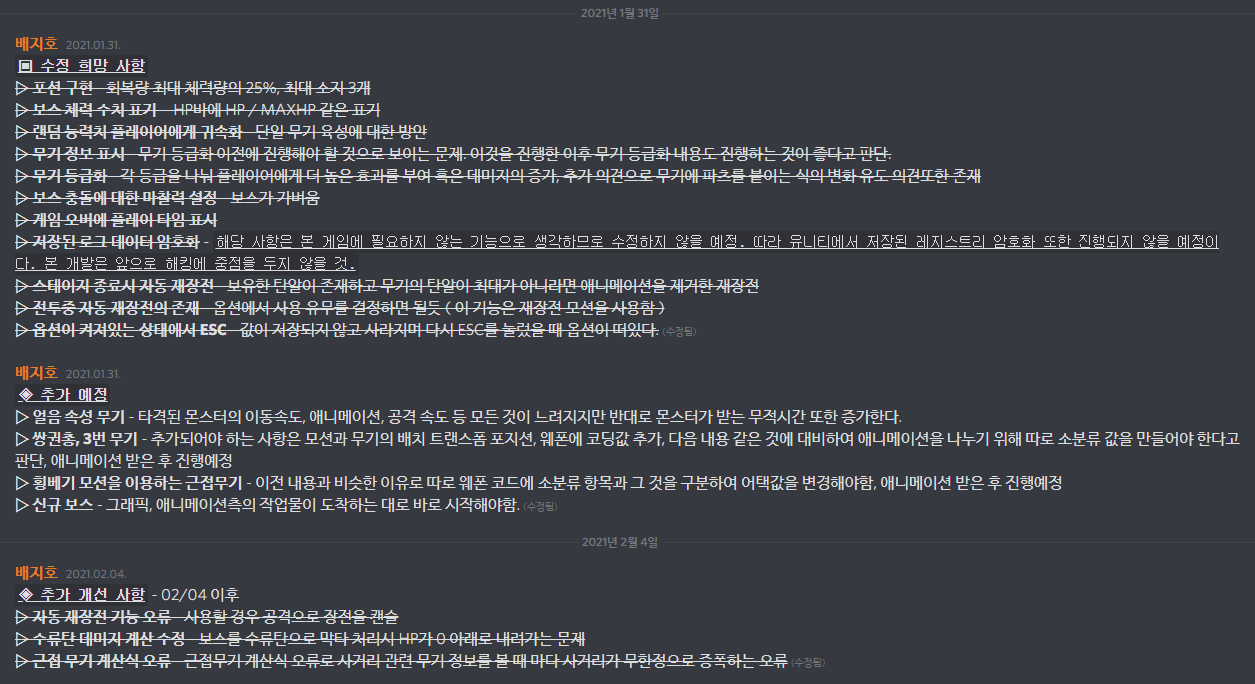 2021년 1월 31일
배지호 2021.01.31.
▣ 수정 희망 사항
▷ 포션 구현 - 회복량 최대 체력량의 25%, 최대 소지 3개
▷ 보스 체력 수치 표기 - HP바에 HP / MAXHP 같은 표기
▷ 랜덤 능력치 플레이어에게 귀속화 - 단일 무기 육성에 대한 방안
▷ 무기 정보 표시 - 무기 등급화 이전에 진행해야 할 것으로 보이는 문제. 이것을 진행한 이후 무기 등급화 내용도 진행하는 것이 좋다고 판단.
▷ 무기 등급화 - 각 등급을 나눠 플레이어에게 더 높은 효과를 부여 혹은 데미지의 증가, 추가 의견으로 무기에 파츠를 붙이는 식의 변화 유도 의견또한 존재
▷ 보스 충돌에 대한 마찰력 설정 - 보스가 가벼움
▷ 게임 오버에 플레이 타임 표시
▷ 저장된 로그 데이터 암호화 - 해당 사항은 본 게임에 필요하지 않는 기능으로 생각하므로 수정하지 않을 예정. 따라 유니티에서 저장된 레지스트리 암호화 또한 진행되지 않을 예정이
다. 본 개발은 앞으로 해킹에 중점을 두지 않을 것.
▷ 스테이지 종료시 자동 재장전 - 보유한 탄알이 존재하고 무기의 탄알이 최대가 아니라면 애니메이션을 제거한 재장전
▷ 전투중 자동 재장전의 존재 - 옵션에서 사용 유무를 결정하면 될듯 ( 이 기능은 재장전 모션을 사용함 )
▷ 옵션이 켜져있는 상태에서 ESC - 값이 저장되지 않고 사라지며 다시 ESC를 눌렀을 때 옵션이 떠있다. (수정됨)
배지호 2021.01.31.
◈ 추가 예정
▷ 얼음 속성 무기 - 타격된 몬스터의 이동속도, 애니메이션, 공격 속도 등 모든 것이 느려지지만 반대로 몬스터가 받는 무적시간 또한 증가한다.
▷ 쌍권총, 3번 무기 - 추가되어야 하는 사항은 모션과 무기의 배치 트랜스폼 포지션, 웨폰에 코딩값 추가, 다음 내용 같은 것에 대비하여 애니메이션을 나누기 위해 따로 소분류 값을 만들어야 한다고
판단, 애니메이션 받은 후 진행예정
▷ 횡베기 모션을 이용하는 근접무기 - 이전 내용과 비슷한 이유로 따로 웨폰 코드에 소분류 항목과 그 것을 구분하여 어택값을 변경해야함, 애니메이션 받은 후 진행예정
▷ 신규 보스 - 그래픽, 애니메이션측의 작업물이 도착하는 대로 바로 시작해야함. (수정됨)
2021년 2월 4일
배지호 2021.02.04.
◈ 추가 개선 사항 - 02/04 이후
▷ 자동 재장전 기능 오류 - 사용할 경우 공격으로 장전을 캔슬
▷ 수류탄 데미지 계산 수정 - 보스를 수류탄으로 막타 처리시 HP가 0 아래로 내려가는 문제
▷ 근접 무기 계산식 오류 - 근접무기 계산식 오류로 사거리 관련 무기 정보를 볼 때 마다 사거리가 무한정으로 증폭하는 오류 (수정됨)